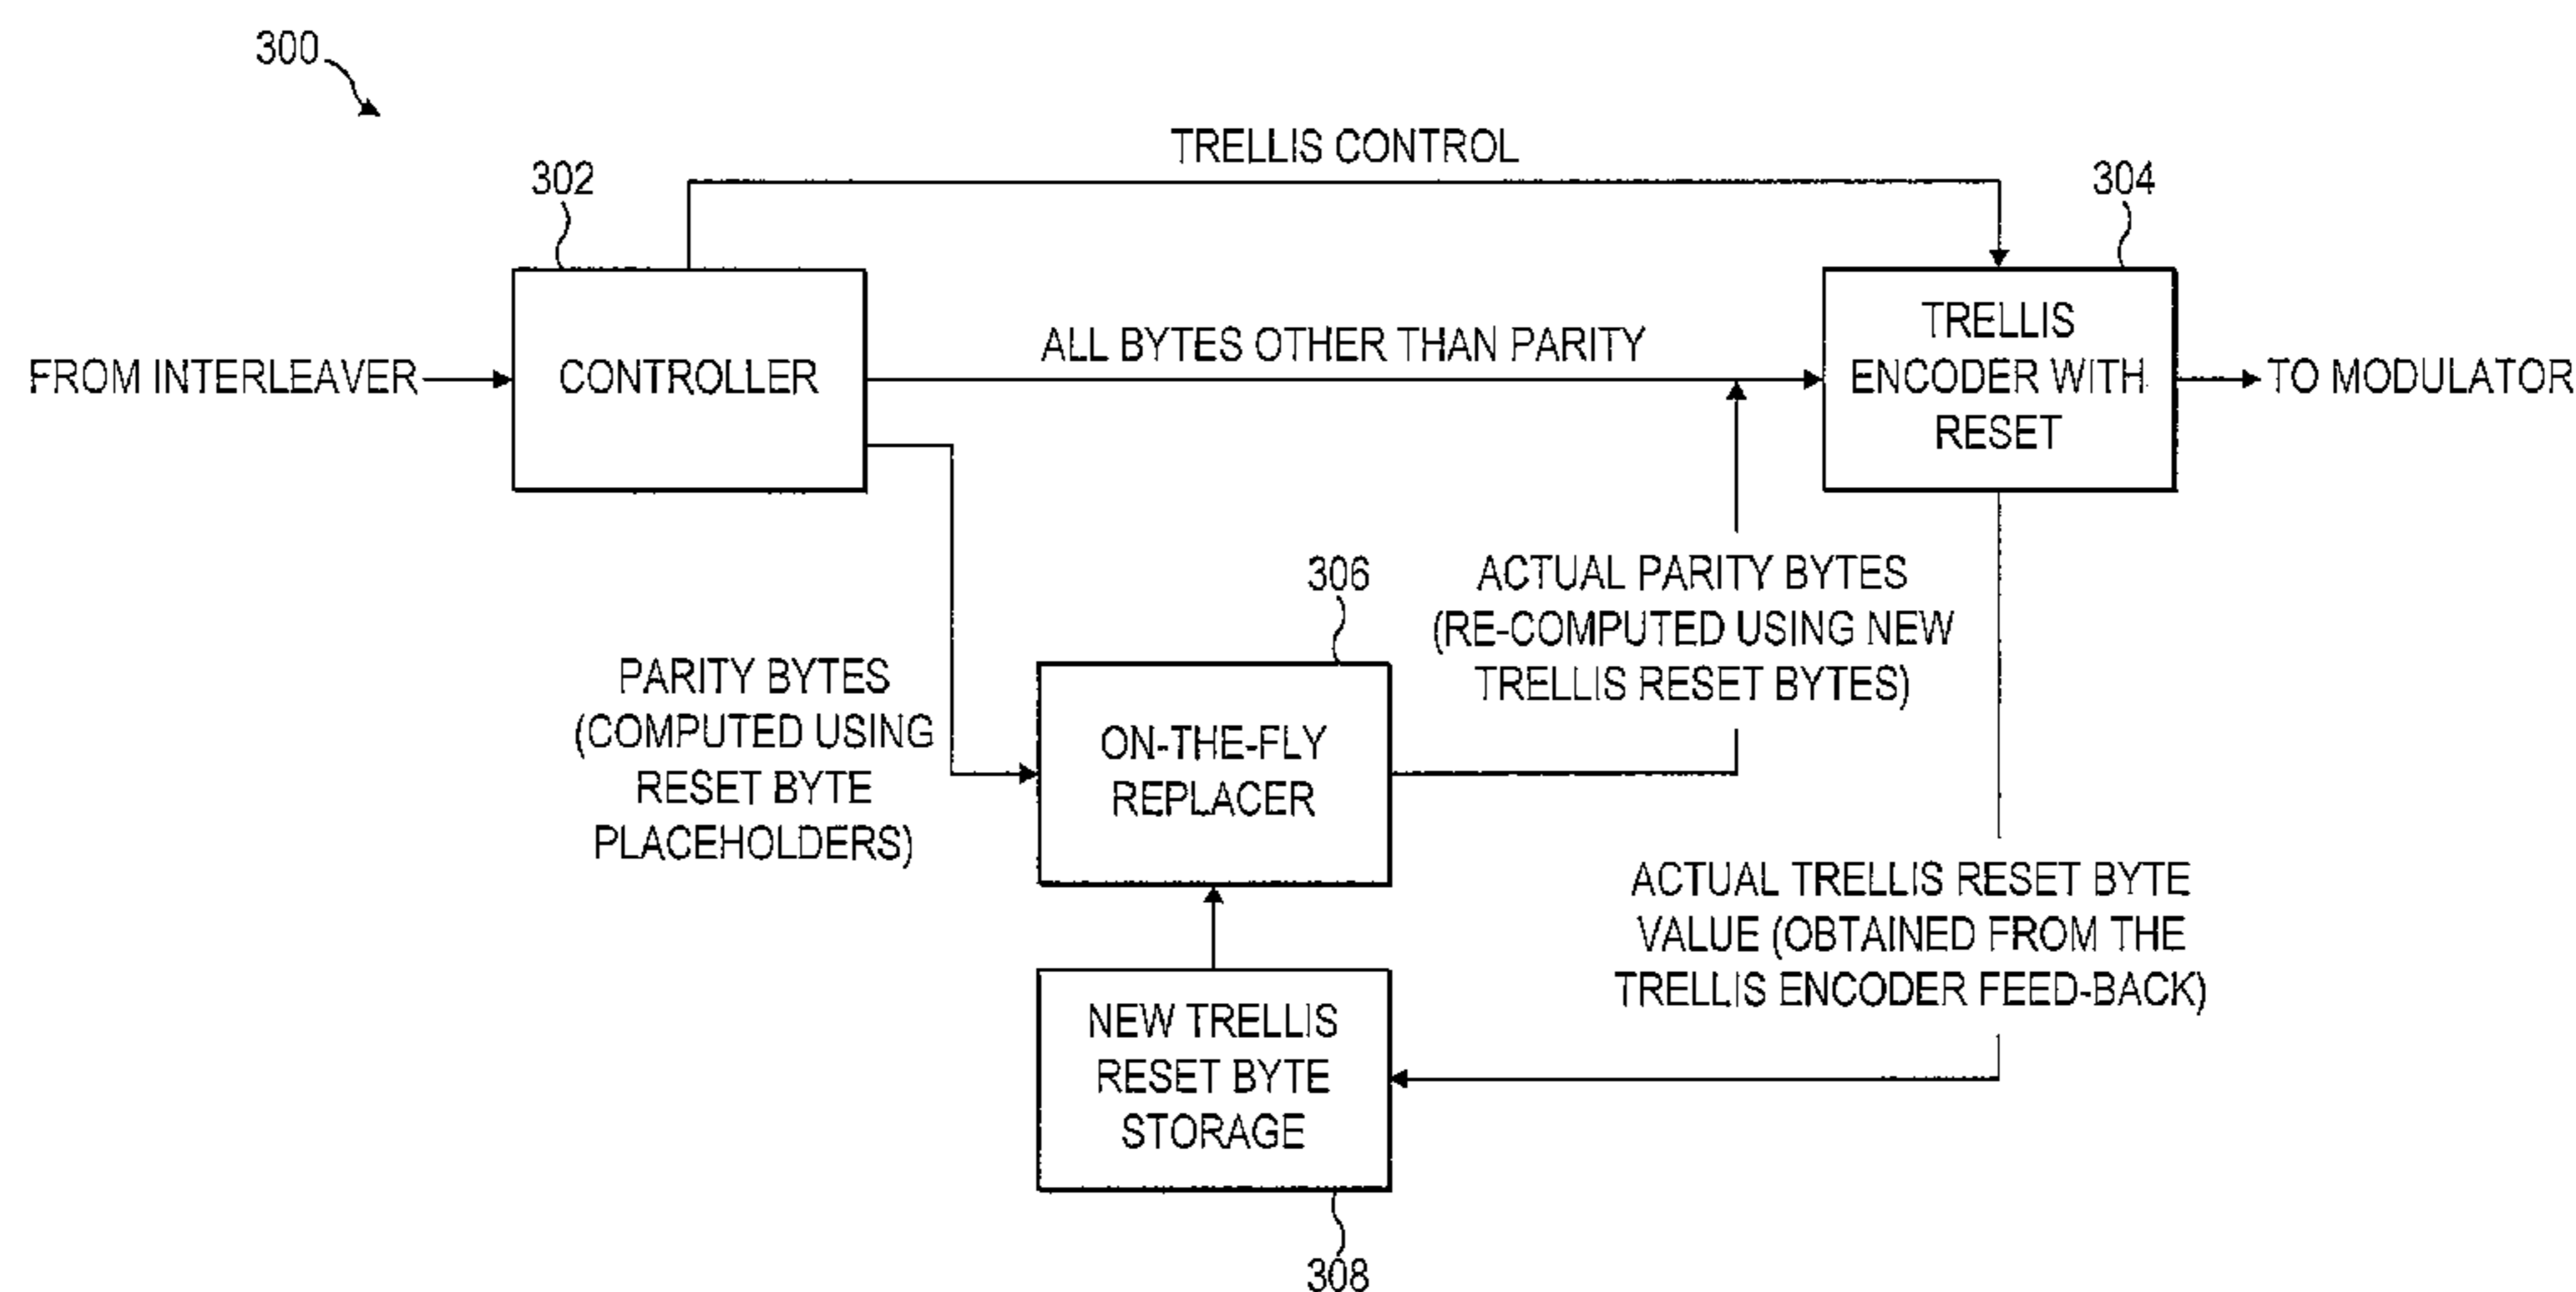 300
TRELLIS CONTROL
302
304
FROM INTERLEAVER
CONTROLLER
ALL BYTES OTHER THAN PARITY
TRELLIS
ENCODER WITH
RESET
TO MODULATOR
306
ACTUAL PARITY BYTES
(RE-COMPUTED USING NEW
TRELLIS RESET BYTES)
PARITY BYTES
(COMPUTED USING
RESET BYTE
PLACEHOLDERS)
ON-THE-FLY
REPLACER
ACTUAL TRELLIS RESET BYTE
VALUE (OBTAINED FROM THE
TRELLIS ENCODER FEED-BACK)
NEW TRELLIS
RESET BYTE
STORAGE
308